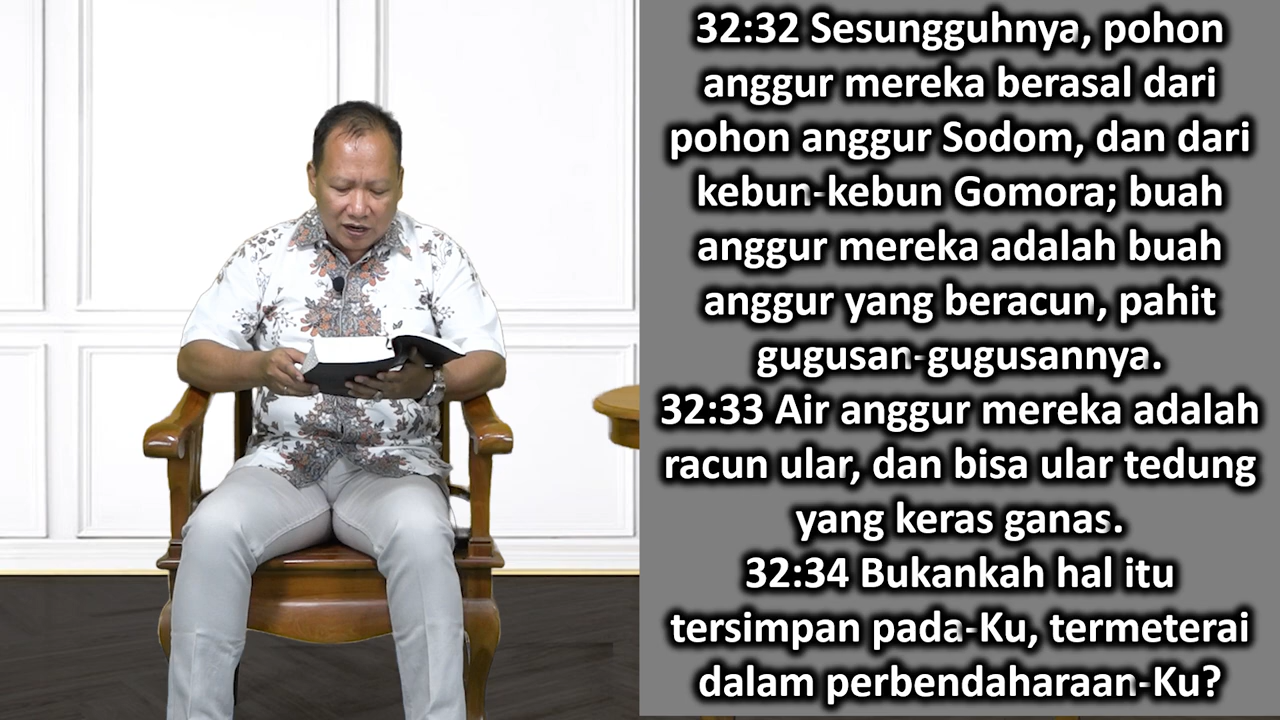 32:32 Sesungguhnya, pohon
anggur mereka berasal dari
pohon anggur Sodom, dan dari
kebun-kebun Gomora; buah
anggur mereka adalah buah
anggur yang beracun, pahit
gugusan-gugusannya.
32:33 Air anggur mereka adalah
racun ular, dan bisa ular tedung
yang keras ganas.
32:34 Bukankah hal itu
tersimpan pada-Ku, termeterai
dalam perbendaharaan-Ku?